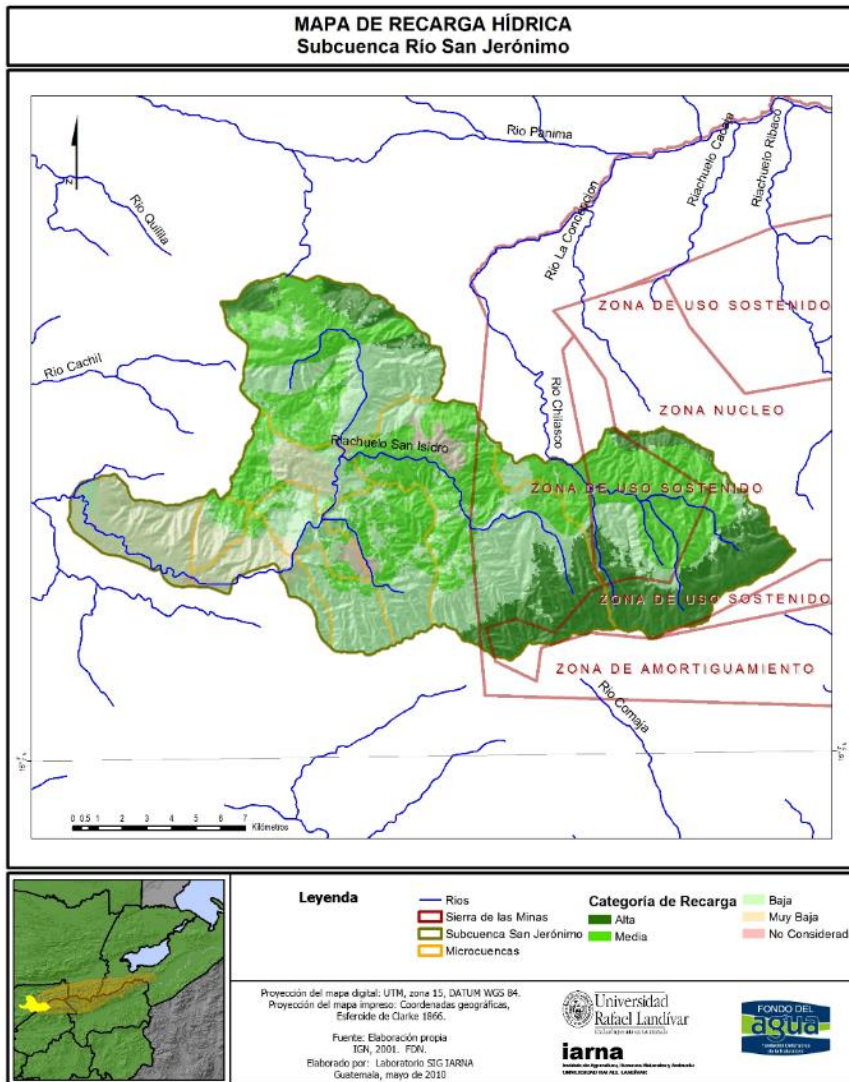 MAPA DE RECARGA HÍDRICA
Subcuenca Río San Jerónimo
Rio Panima
Riachuelo Ribaco
Rio La Concepcion
Rio Quililla
ZONA DE USO SOSTENIDO
Rio Cachil
Rio Chilasco
ZONA NUCLEO
Riachuelo San Isidro
ZONA DE USO SOSTENIDO
ZONA DE USO SOSTENIDO
ZONA DE AMORTIGUAMIENTO
Rio Comaja
0 0.5 1 2 3 4 5 6 7
Kilómetros
Leyenda
Rios
Sierra de las Minas
Subcuenca San Jerónimo
Microcuencas
Categoría de Recarga
Alta
Media
Baja
Muy Baja
No Considerad
Proyección del mapa digital: UTM, zona 15, DATUM WGS 84.
Proyección del mapa impreso: Coordenadas geográficas,
Esferoide de Clarke 1866.
Fuente: Elaboración propia
IGN, 2001. FDN.
Elaborado por: Laboratorio SIG IARNA
Guatemala, mayo de 2010
Universidad
Rafael Landívar
iarna
UNIVERSIDAD RAFAEL LANDÍVAR
FONDO DEL
agua